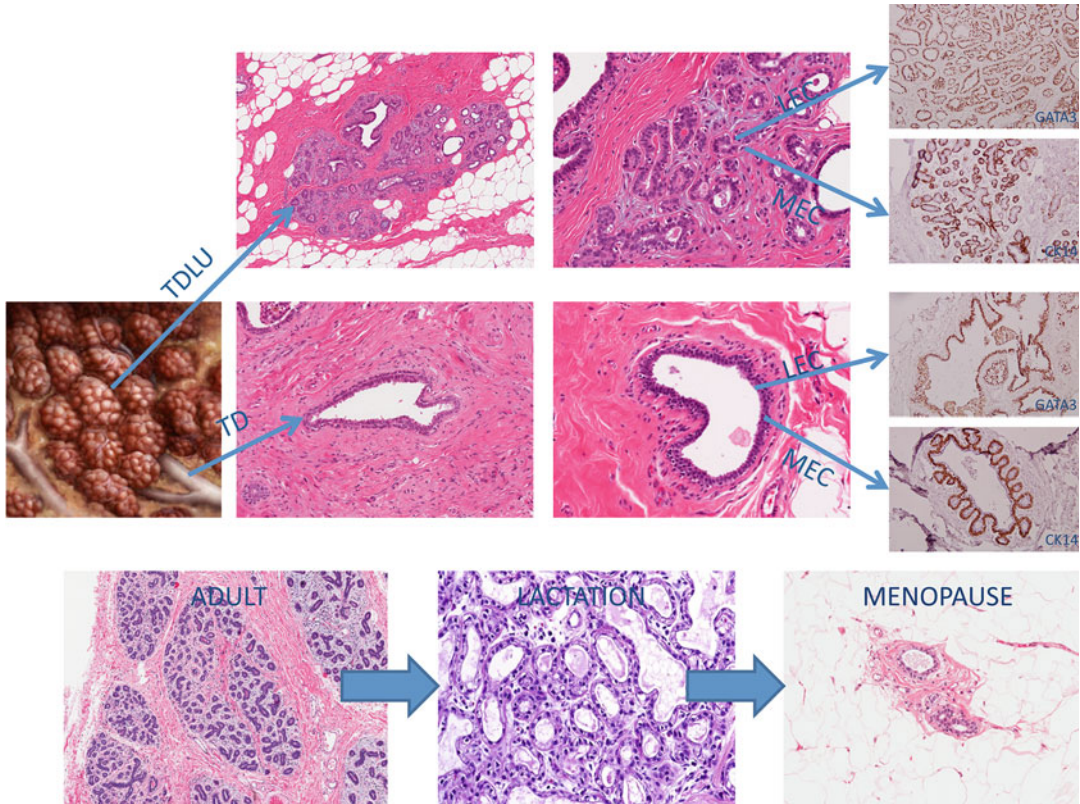 LEC
GATA3
MEC
CK14
TDLU
LEC
GATA3
TD
MEC
CK14
ADULT
LACTATION
MENOPAUSE